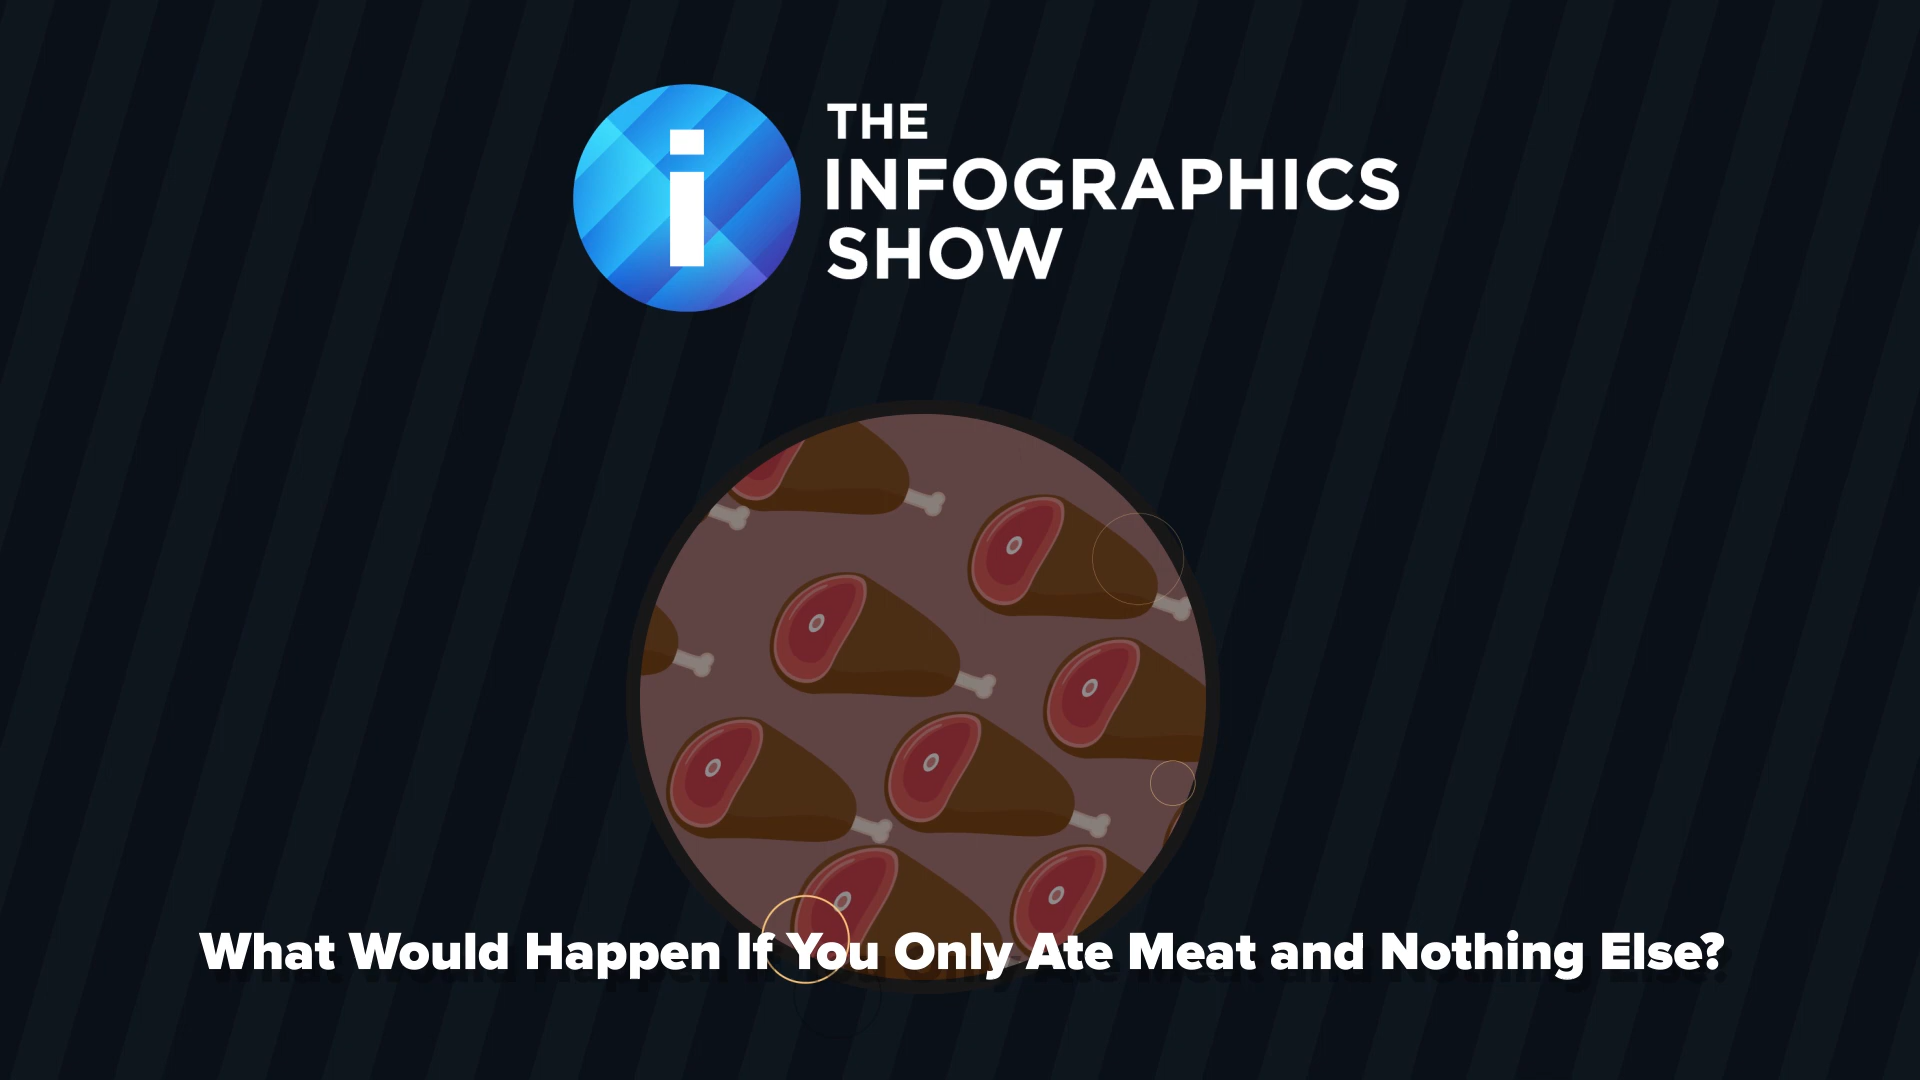 i
THE
INFOGRAPHICS
SHOW
What Would Happen If You Only Ate Meat and Nothing Else?